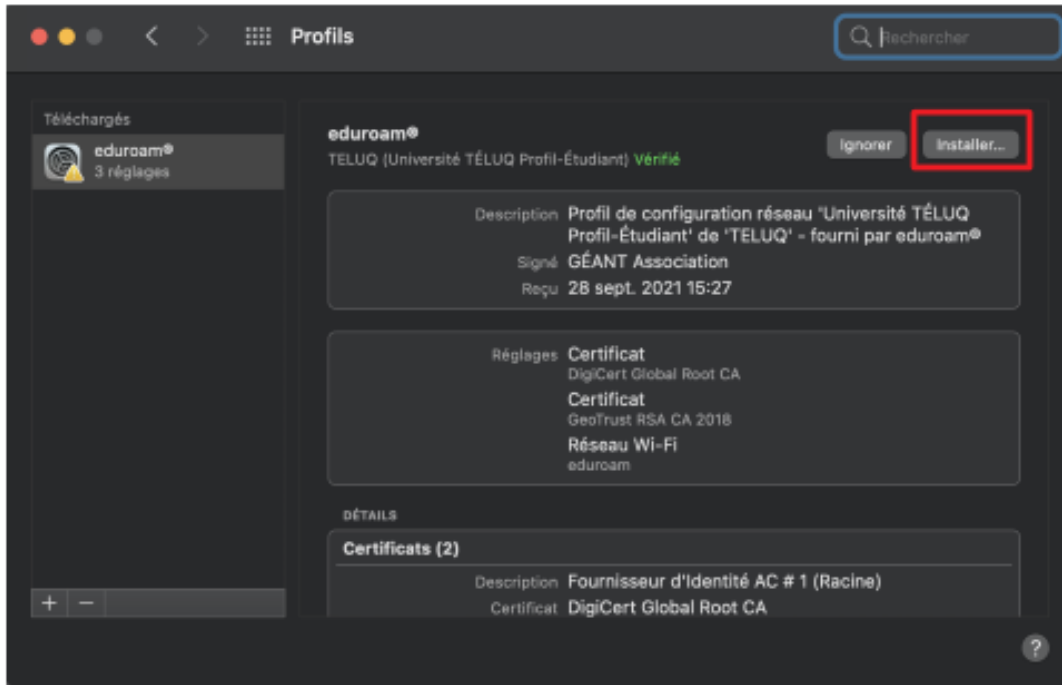 Profils
Rechercher
Téléchargés
eduroam®
3 réglages
eduroam®
TELUQ (Université TÉLUQ Profil-Étudiant) Vérifié
Ignorer
Installer...
Description Profil de configuration réseau 'Université TÉLUQ
Profil-Étudiant' de 'TELUQ' - fourni par eduroam®
Signé GÉANT Association
Reçu 28 sept. 2021 15:27
Réglages Certificat
DigiCert Global Root CA
Certificat
GeoTrust RSA CA 2018
Réseau Wi-Fi
eduroam
DÉTAILS
Certificats (2)
Description Fournisseur d'Identité AC # 1 (Racine)
Certificat DigiCert Global Root CA
+ −
?